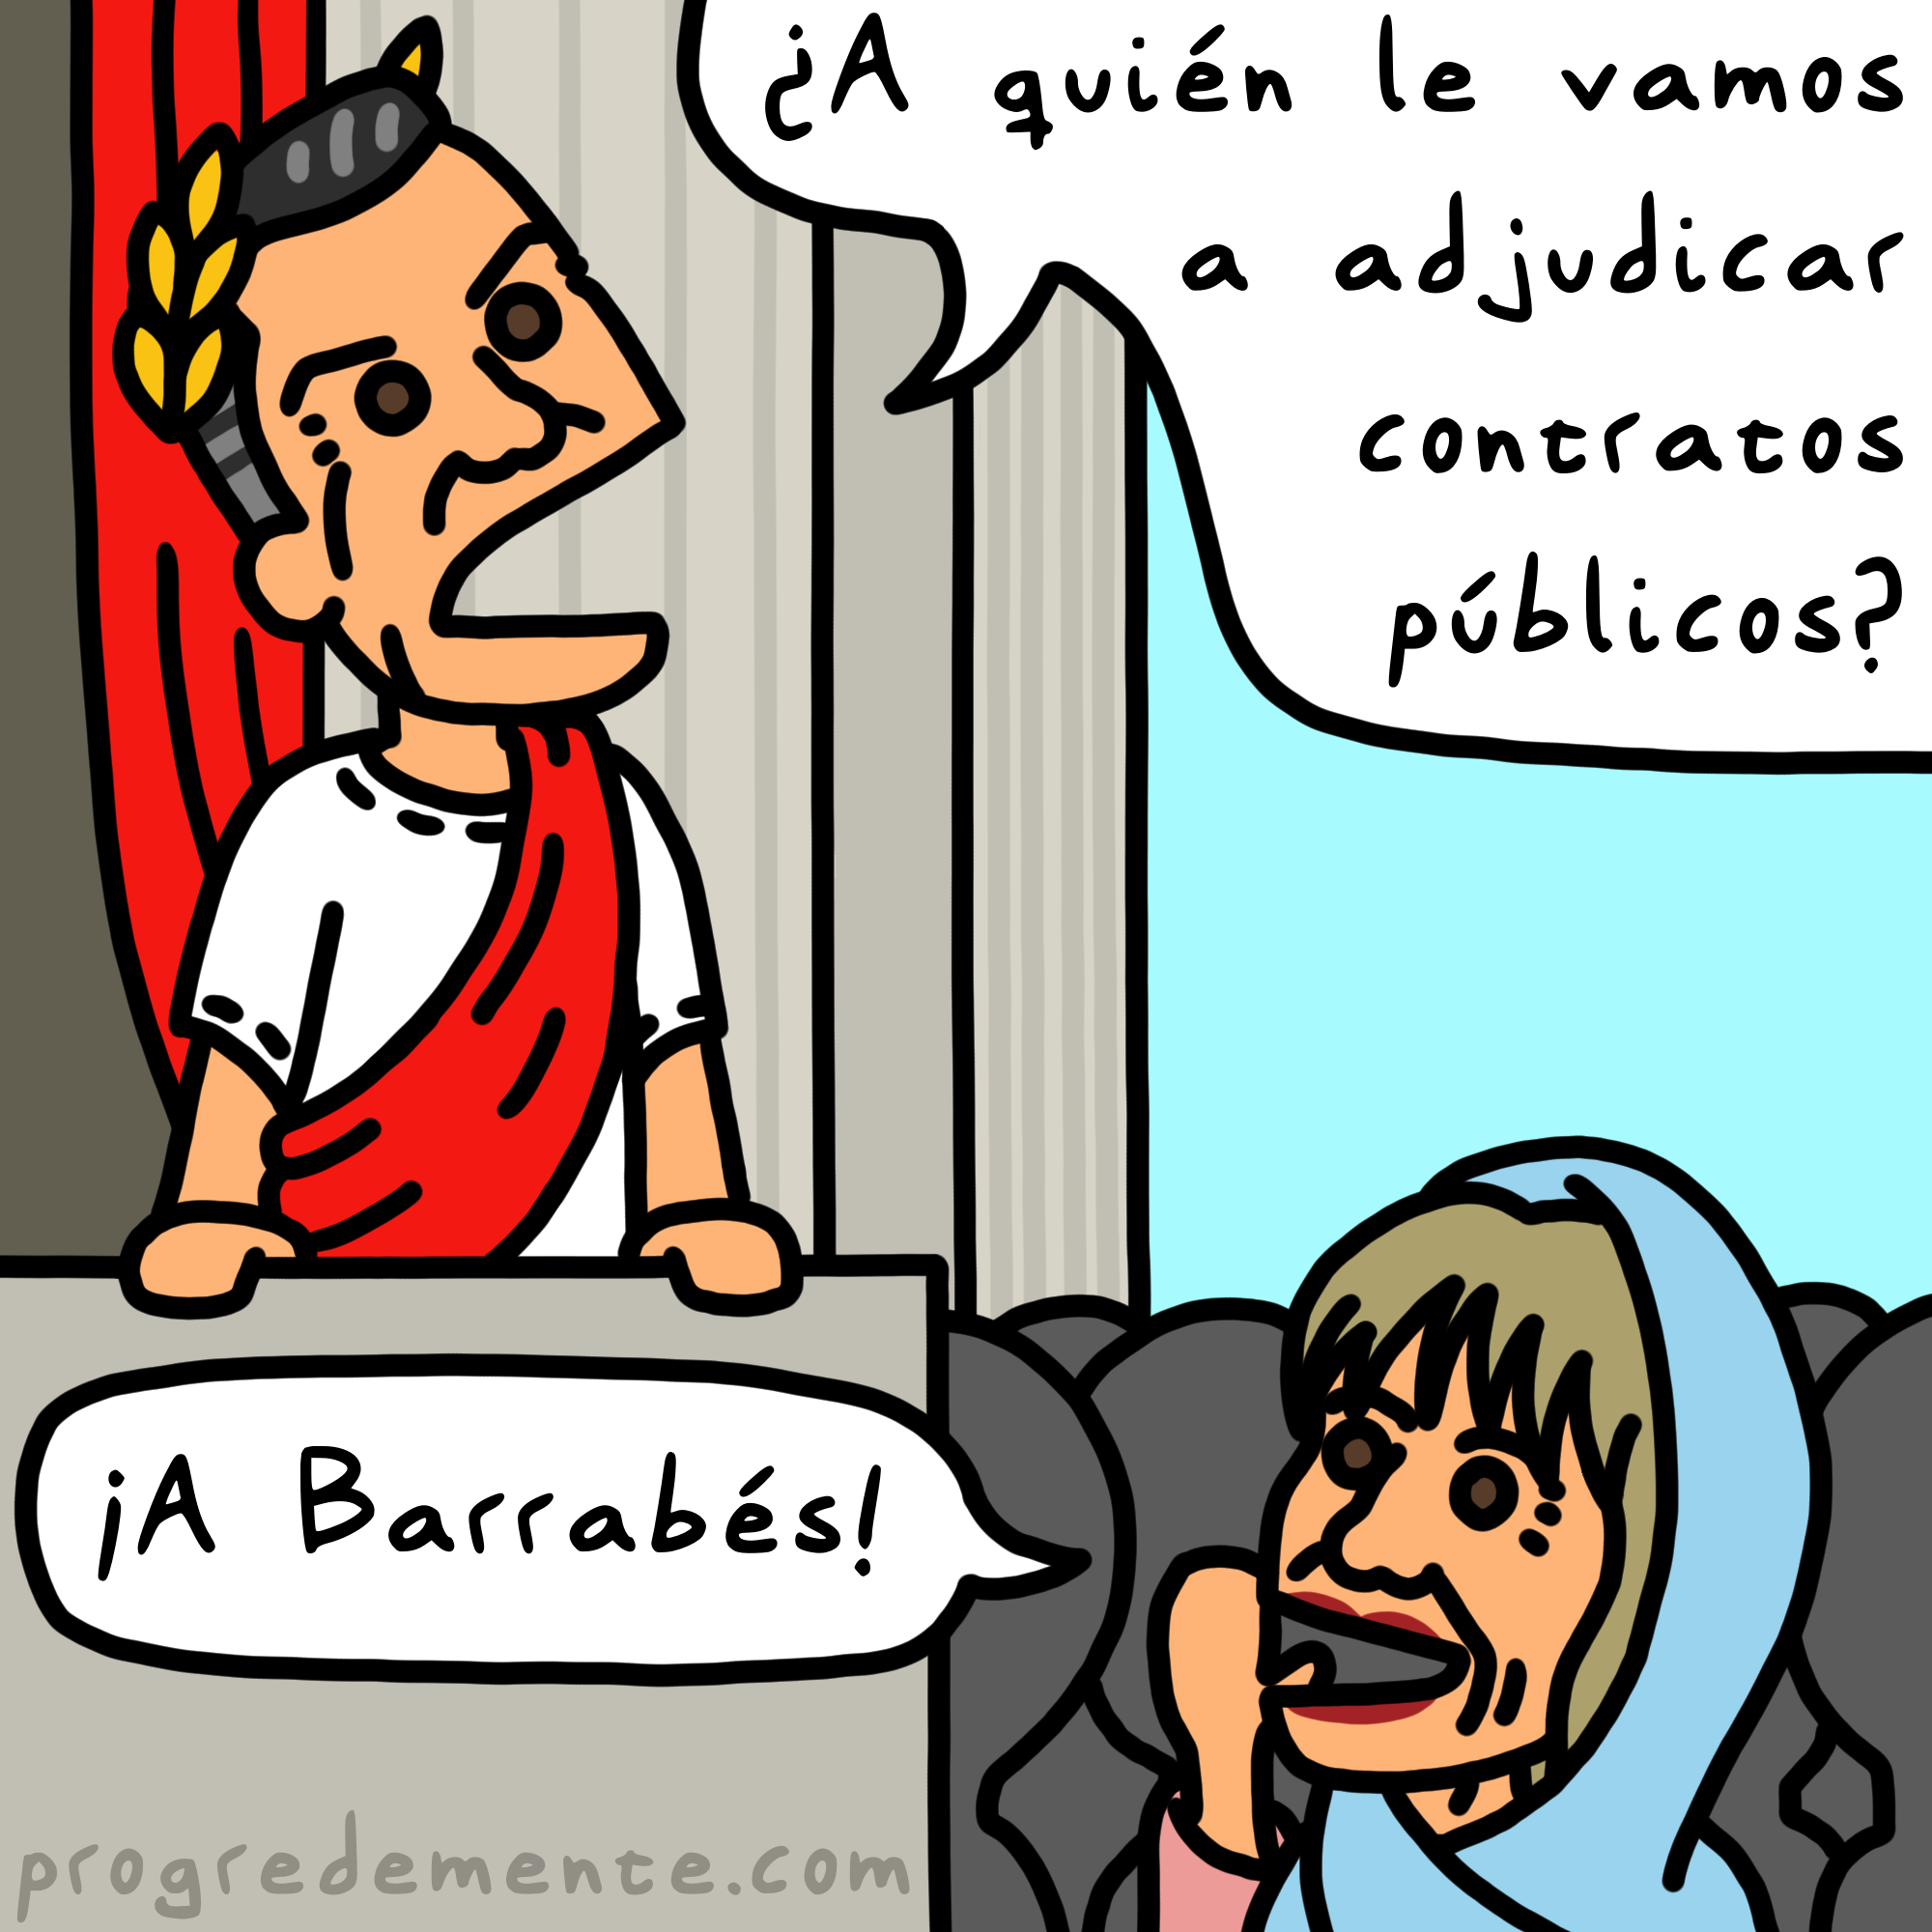 ¿A quién le vamos
a adjudicar
contratos
públicos?
¡A Barrabés!
progredemente.com